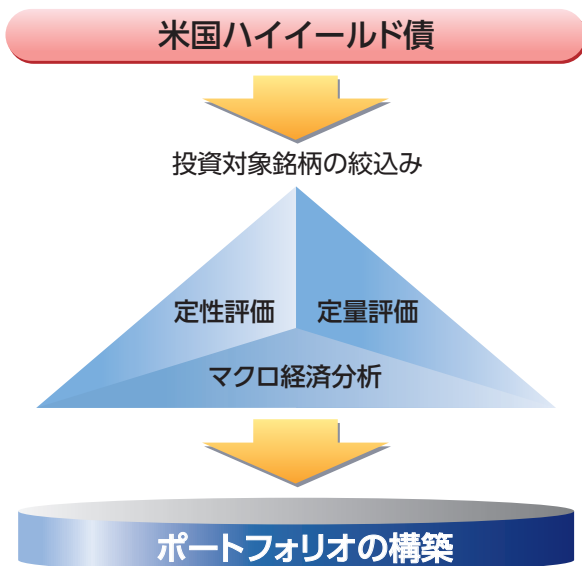 米国ハイイールド債
投資対象銘柄の絞込み
定性評価 定量評価
マクロ経済分析
ポートフォリオの構築